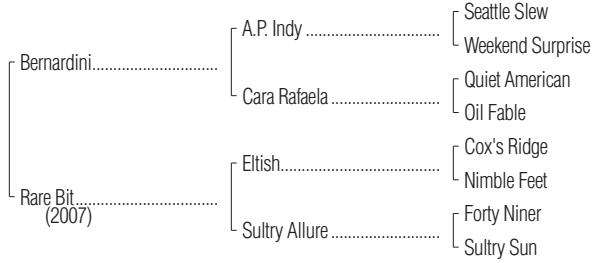 Seattle Slew
A.P. Indy ............................
Weekend Surprise
Bernardini..........................
Quiet American
Cara Rafaela .......................
Oil Fable
Cox's Ridge
Eltish.................................
Nimble Feet
Rare Bit..............................
(2007)
Forty Niner
Sultry Allure .......................
Sultry Sun